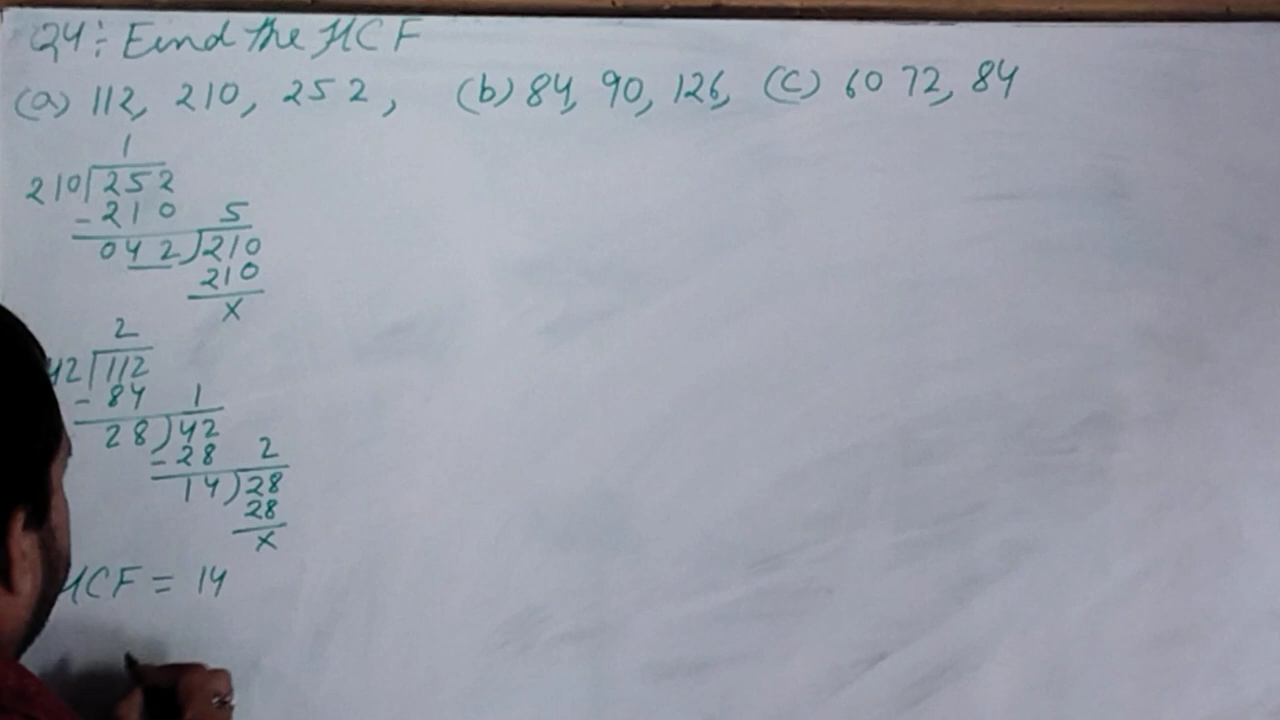 Q4÷ Find the HCF
(a) 112, 210, 252, (b) 84, 90, 126, (C) 60 72, 84
1
210)252
-210 5
042)210
210
x
2
42)112
-84 1
28)42
-28 2
14)28
28
x
HCF = 14